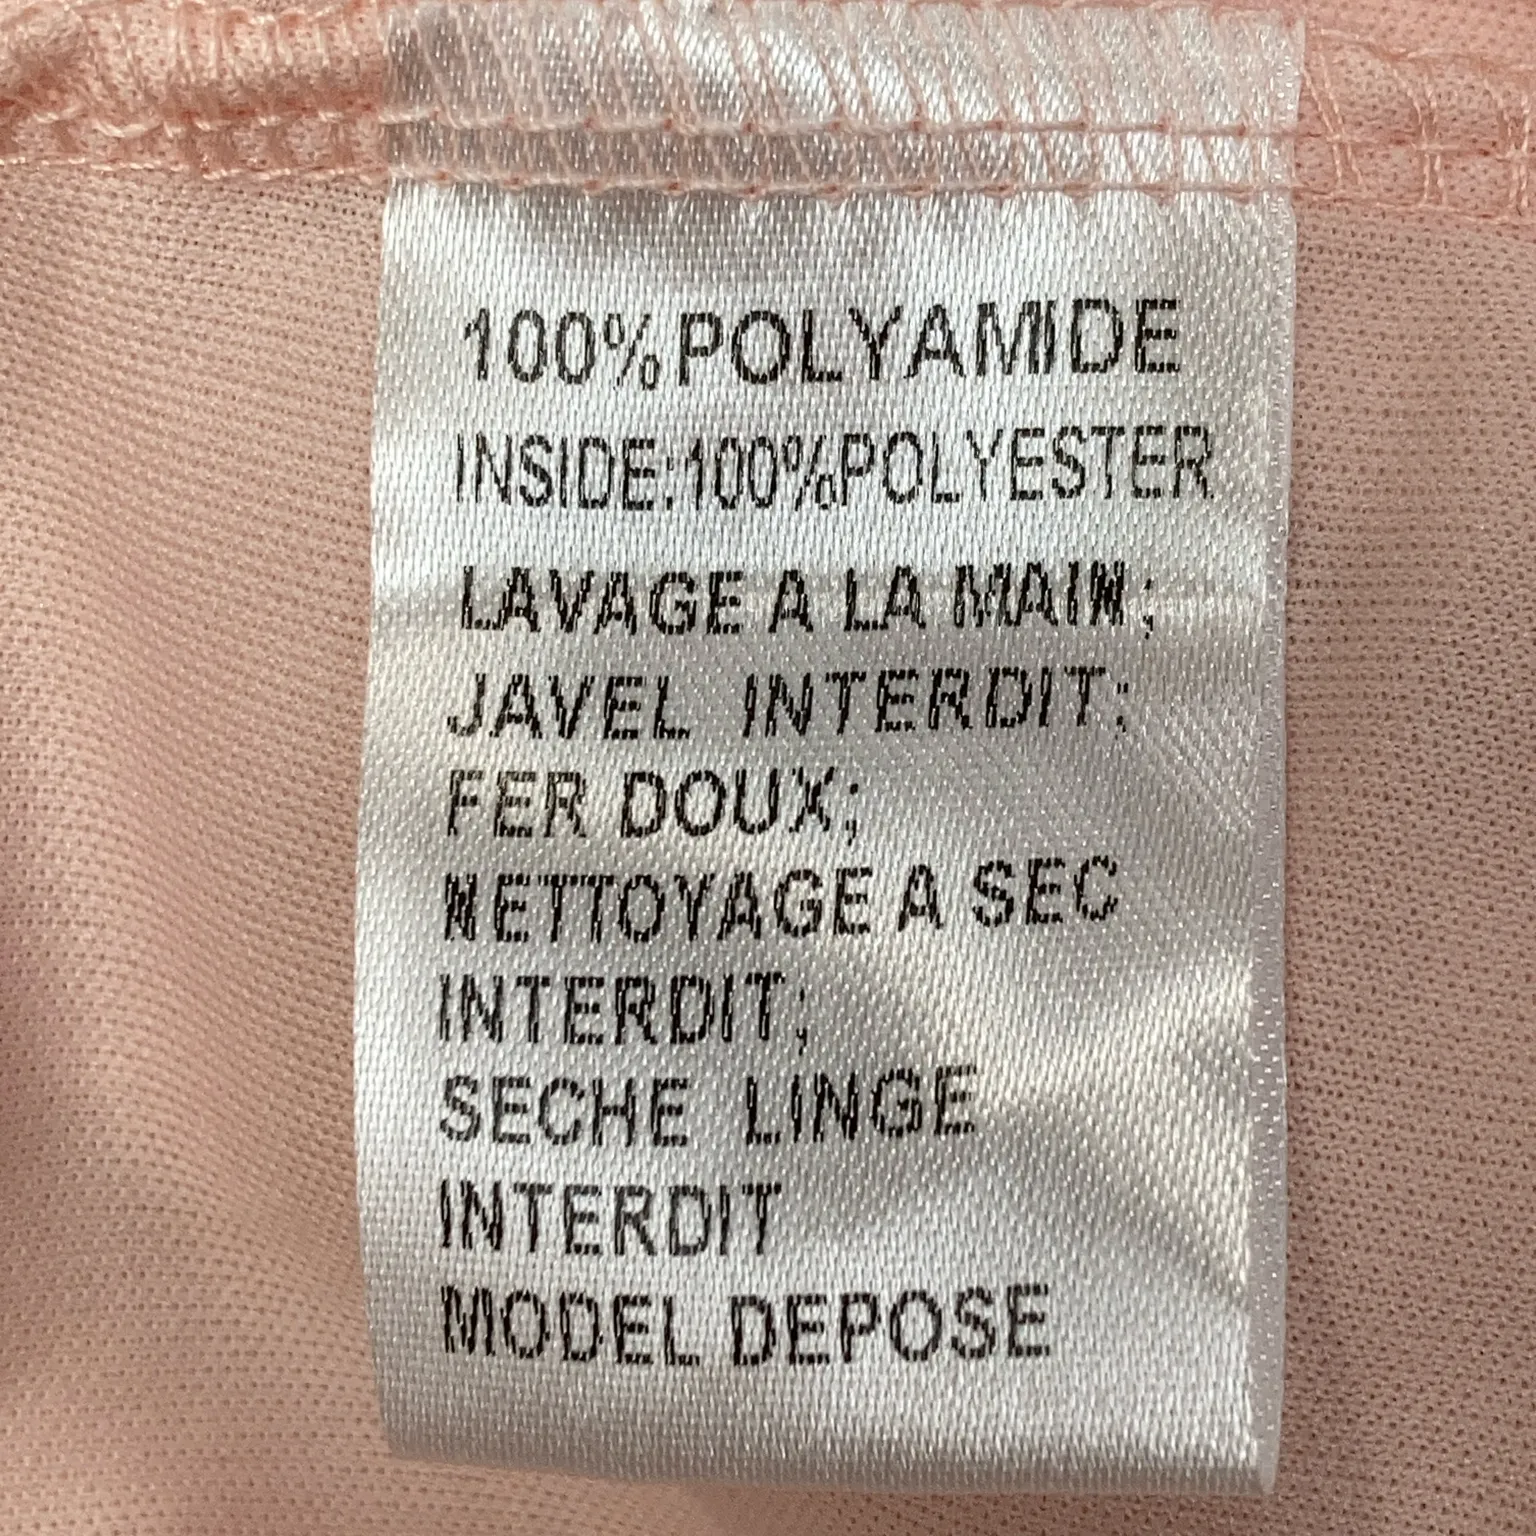 100%POLYAMIDE
INSIDE:100%POLYESTER
LAVAGE A LA MAIN;
JAVEL INTERDIT;
FER DOUX;
NETTOYAGE A SEC
INTERDIT;
SECHE LINGE
INTERDIT
MODEL DEPOSE